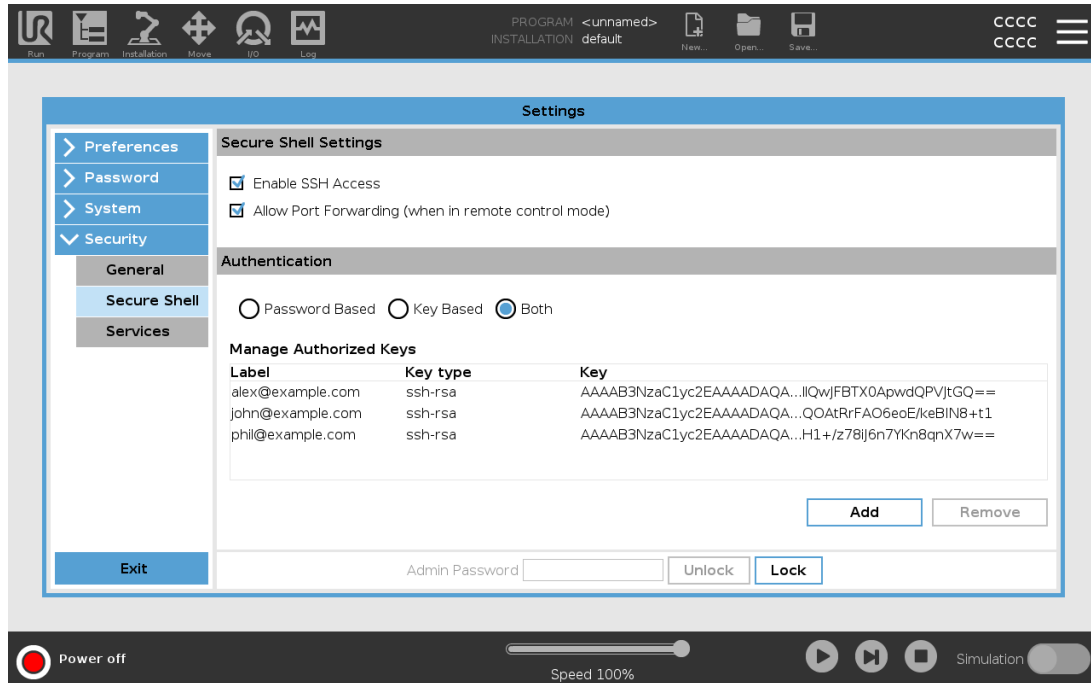 PROGRAM <unnamed>
INSTALLATION default
UR
Run
Program
Installation
Move
I/O
Log
New...
Open...
Save...
CCCC
CCCC
Settings
Preferences
Password
System
Security
General
Secure Shell
Services
Exit
Secure Shell Settings
Enable SSH Access
Allow Port Forwarding (when in remote control mode)
Authentication
Password Based Key Based Both
Manage Authorized Keys
Label Key type Key
alex@example.com ssh-rsa AAAAB3NzaC1yc2EAAAADAQA...llQwJFBTX0ApwdQPVJtGQ==
john@example.com ssh-rsa AAAAB3NzaC1yc2EAAAADAQA...QOAtRrFAO6eoE/keBIN8+t1
phil@example.com ssh-rsa AAAAB3NzaC1yc2EAAAADAQA...H1+/z78iJ6n7YKn8qnX7w==
Add Remove
Admin Password Unlock Lock
Power off
Speed 100%
Simulation